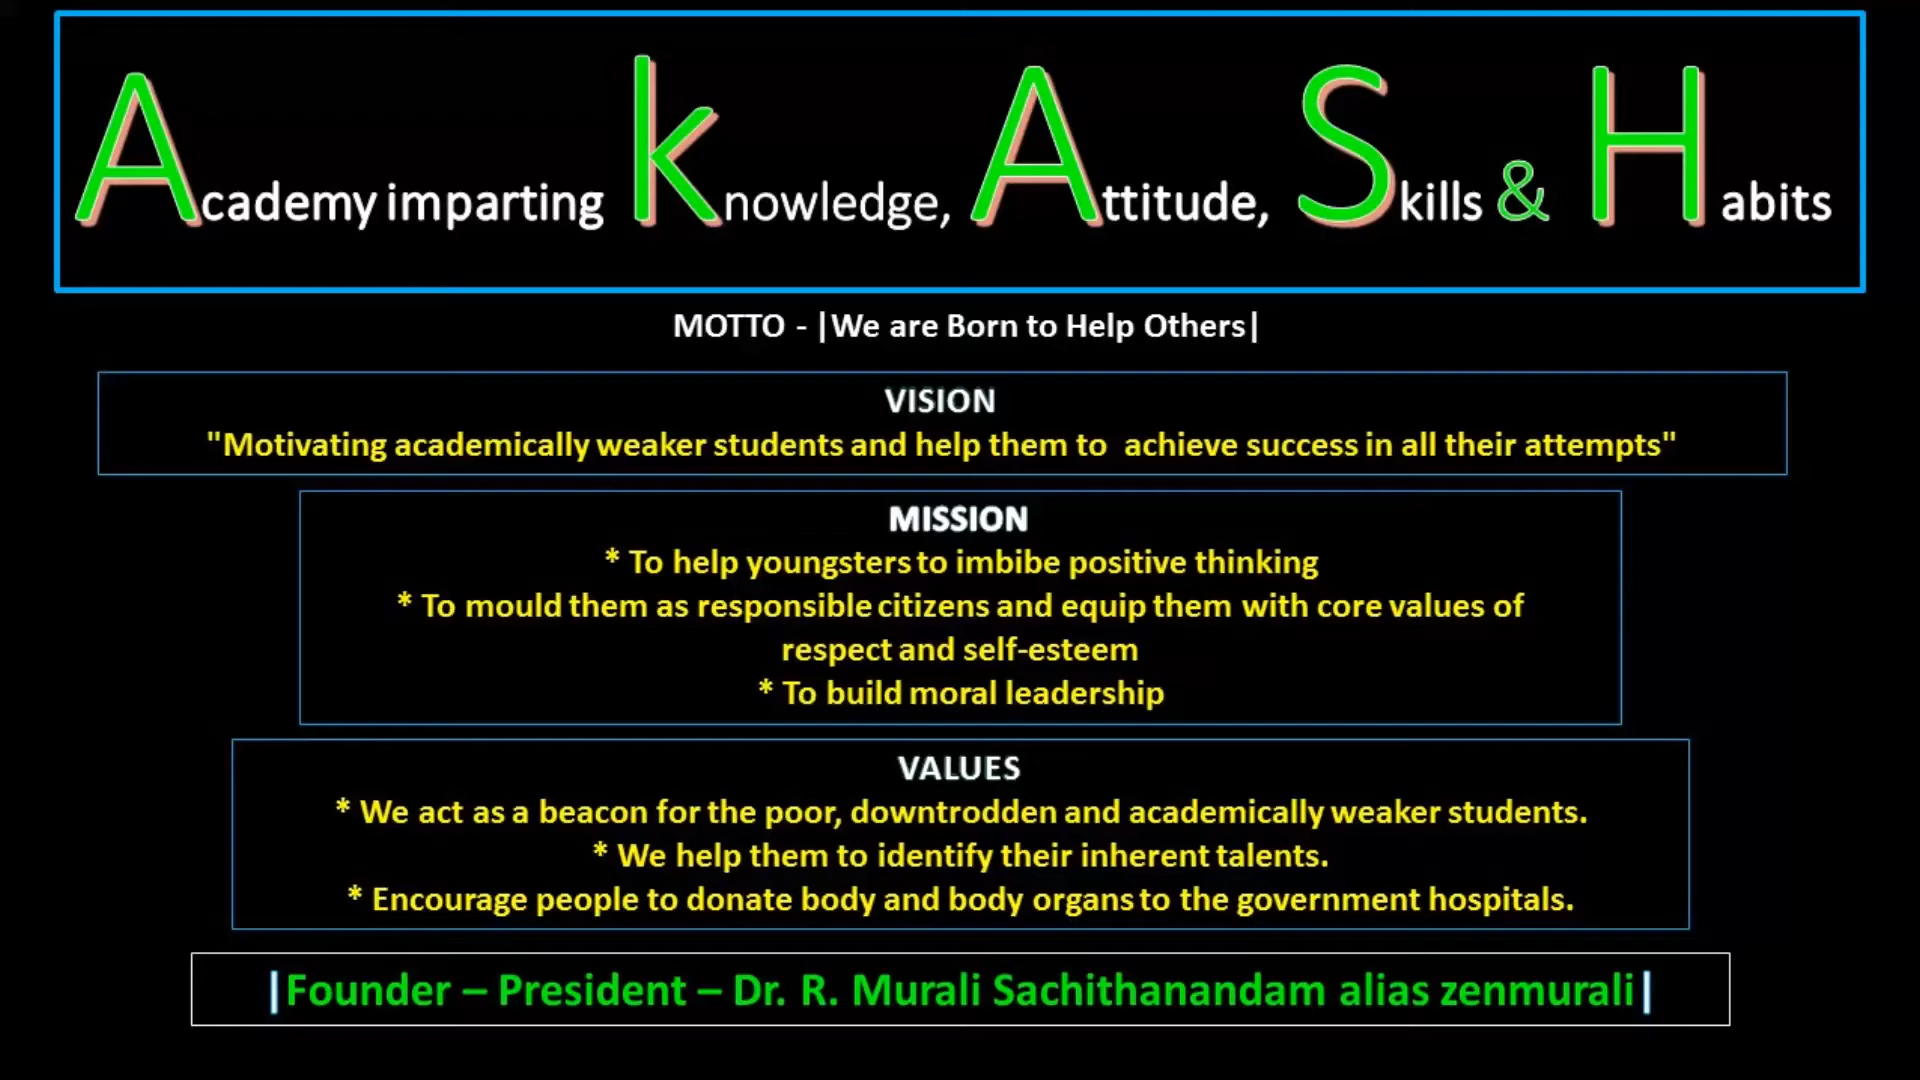 Academy imparting knowledge, Attitude, Skills & Habits
MOTTO - |We are Born to Help Others|
VISION
"Motivating academically weaker students and help them to achieve success in all their attempts"
MISSION
* To help youngsters to imbibe positive thinking
* To mould them as responsible citizens and equip them with core values of
respect and self-esteem
* To build moral leadership
VALUES
* We act as a beacon for the poor, downtrodden and academically weaker students.
* We help them to identify their inherent talents.
* Encourage people to donate body and body organs to the government hospitals.
|Founder – President – Dr. R. Murali Sachithanandam alias zenmurali|